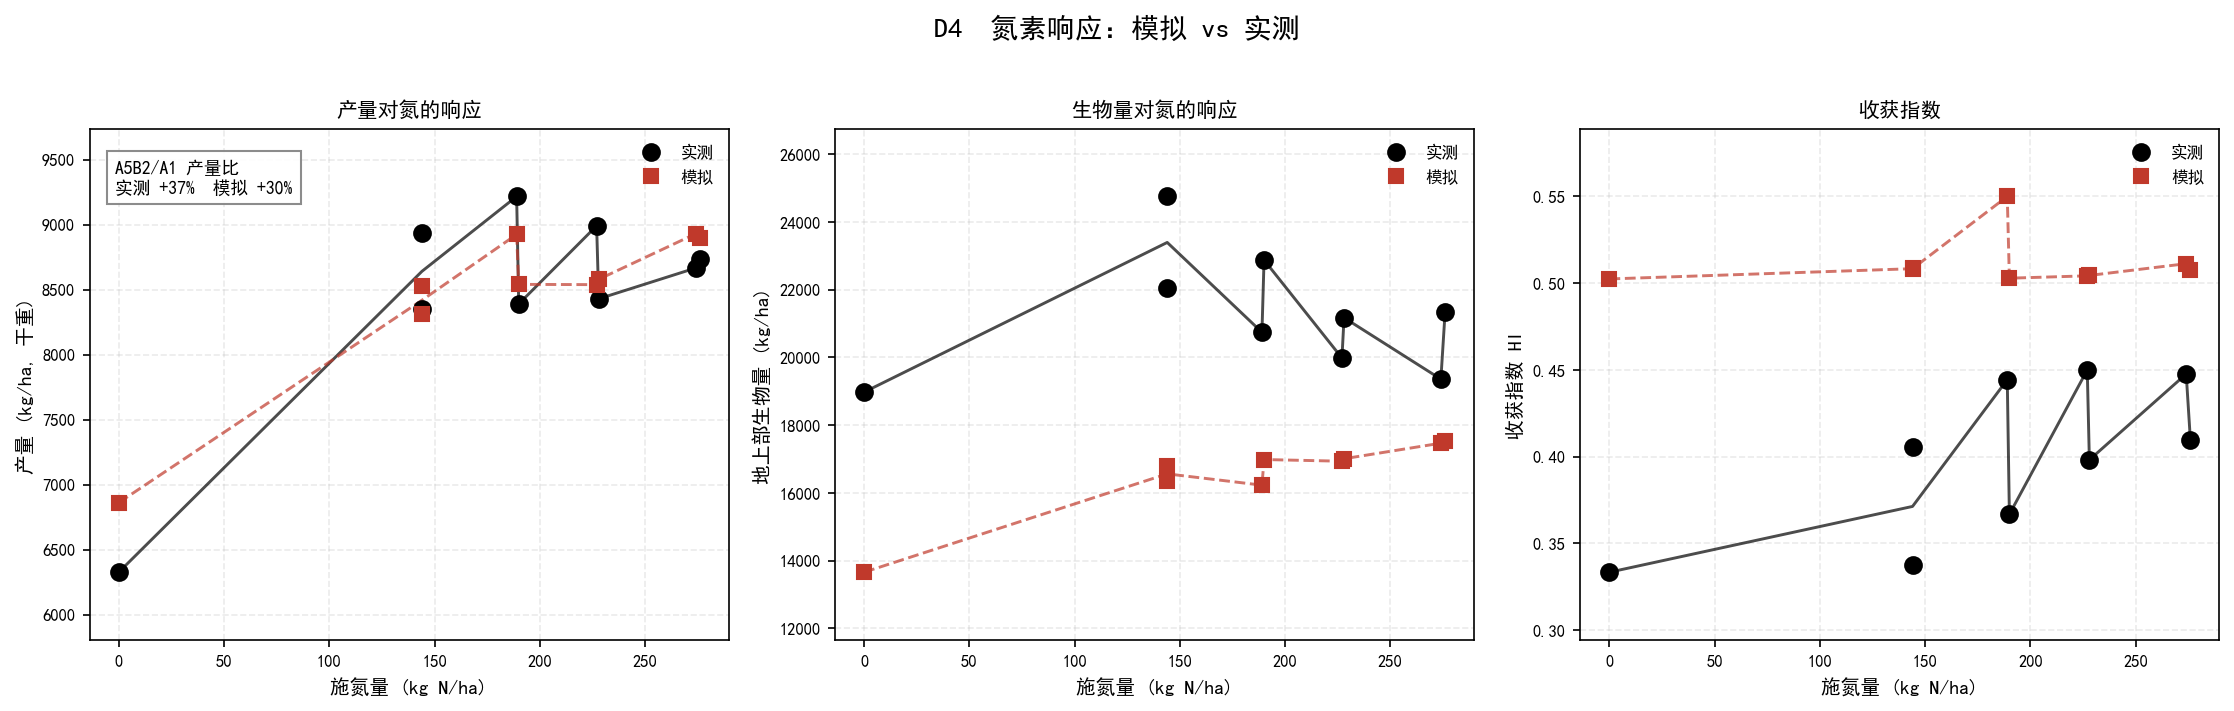 D4  氮素响应：模拟 vs 实测
产量对氮的响应
A5B2/A1 产量比
实测 +37%  模拟 +30%
实测
模拟
9500
9000
8500
8000
7500
7000
6500
6000
产量 (kg/ha, 干重)
0 50 100 150 200 250
施氮量 (kg N/ha)
生物量对氮的响应
实测
模拟
26000
24000
22000
20000
18000
16000
14000
12000
地上部生物量 (kg/ha)
0 50 100 150 200 250
施氮量 (kg N/ha)
收获指数
实测
模拟
0.55
0.50
0.45
0.40
0.35
0.30
收获指数 HI
0 50 100 150 200 250
施氮量 (kg N/ha)